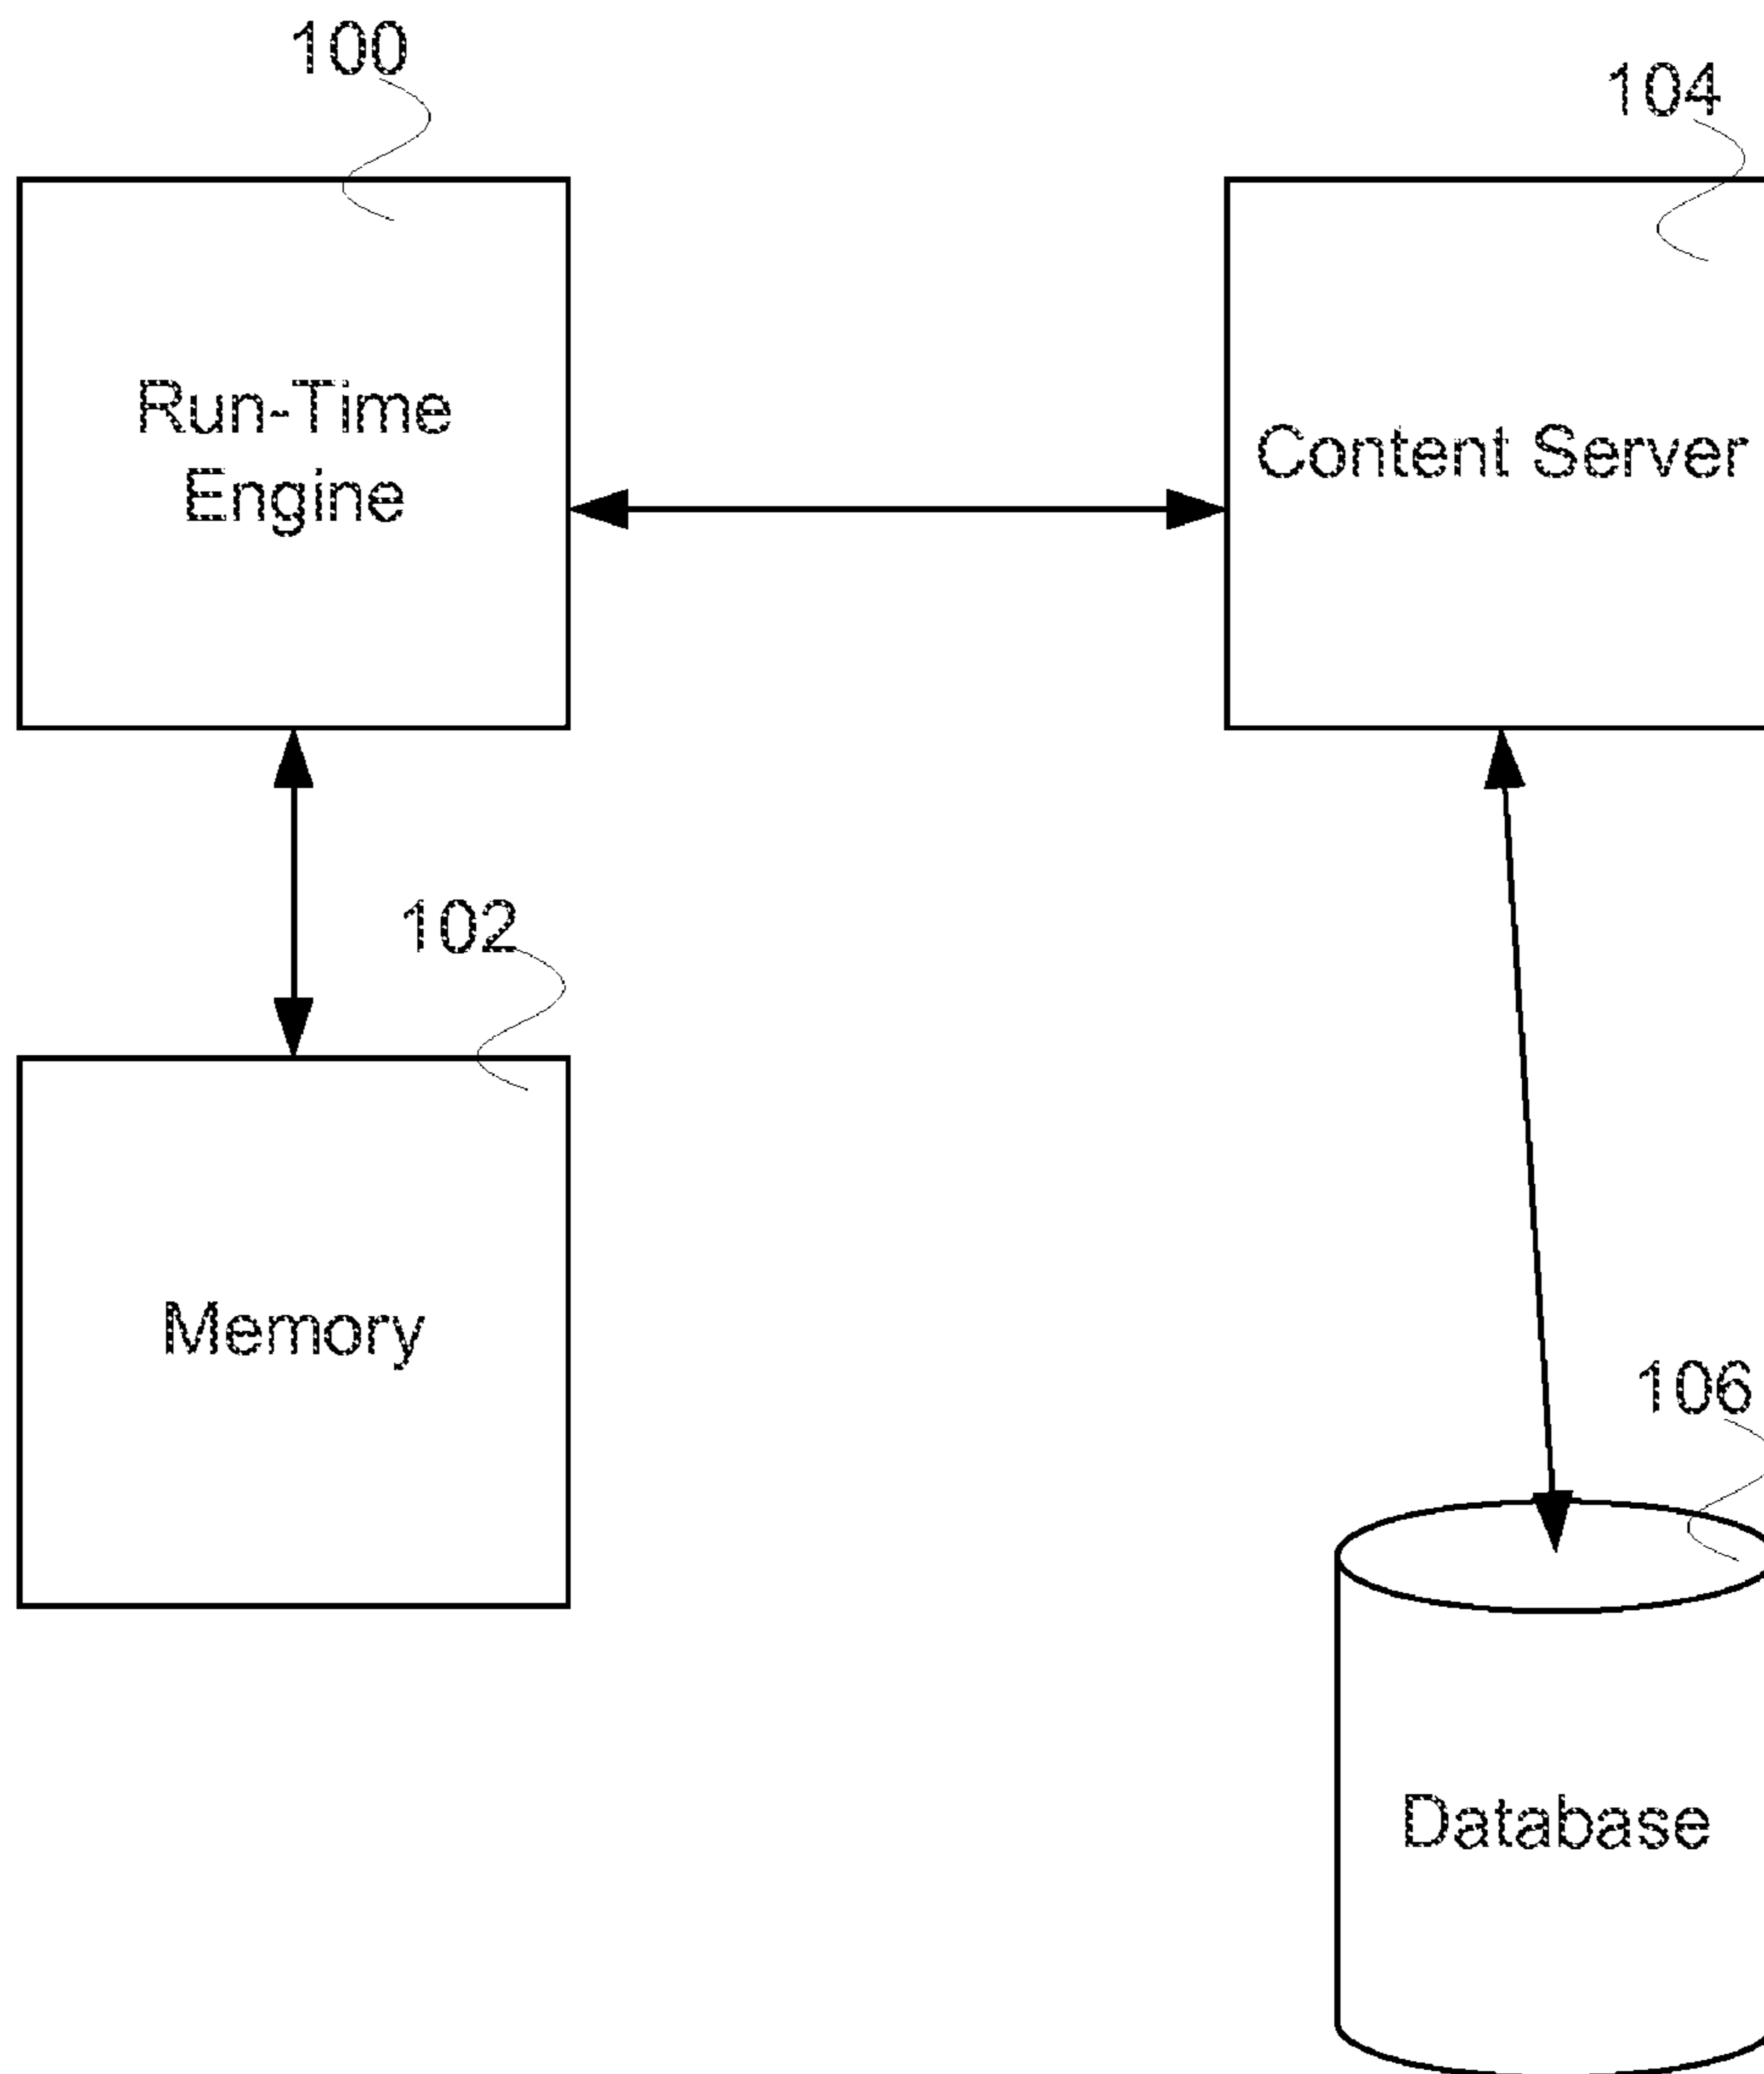 100
104
Run-Time
Engine
Content Server
102
Memory
106
Database